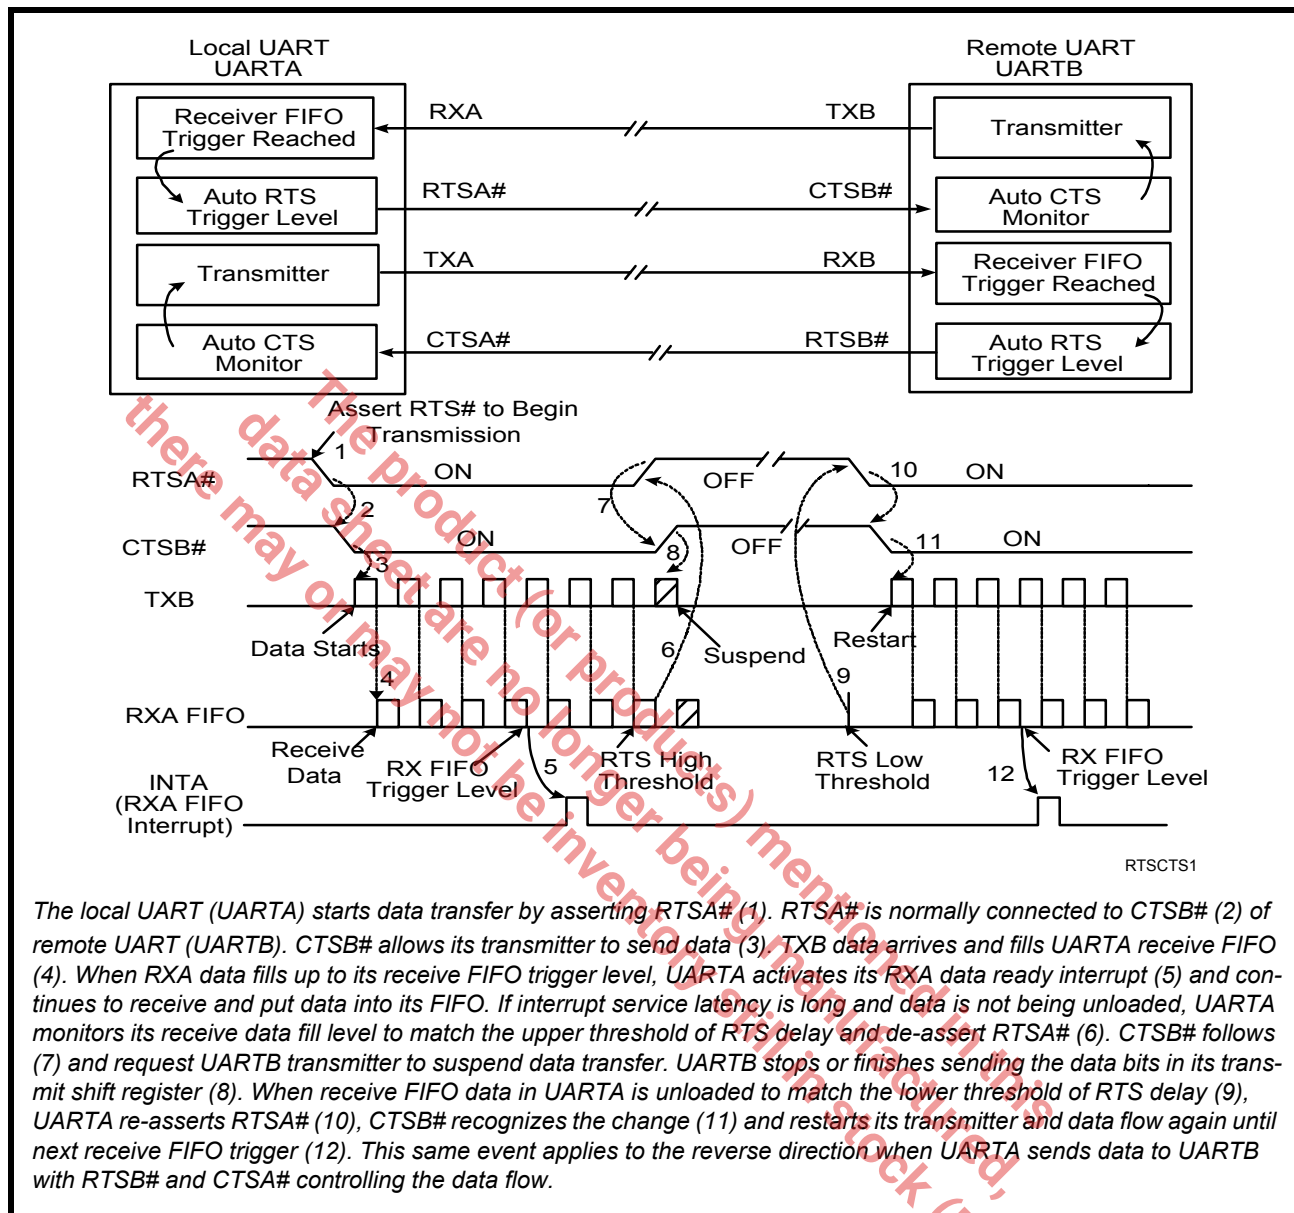 Local UART
UARTA
Remote UART
UARTB
Receiver FIFO
Trigger Reached
RXA
TXB
Transmitter
Auto RTS
Trigger Level
RTSA#
CTSB#
Auto CTS
Monitor
Transmitter
TXA
RXB
Receiver FIFO
Trigger Reached
Auto CTS
Monitor
CTSA#
RTSB#
Auto RTS
Trigger Level
Assert RTS# to Begin
Transmission
1
RTSA#
ON
7
OFF
10
ON
2
CTSB#
ON
8
OFF
11
ON
3
TXB
Data Starts
6
Suspend
Restart
4
9
RXA FIFO
Receive
Data
RX FIFO
Trigger Level
5
RTS High
Threshold
RTS Low
Threshold
12
RX FIFO
Trigger Level
INTA
(RXA FIFO
Interrupt)
RTSCTS1
The local UART (UARTA) starts data transfer by asserting RTSA# (1). RTSA# is normally connected to CTSB# (2) of
remote UART (UARTB). CTSB# allows its transmitter to send data (3). TXB data arrives and fills UARTA receive FIFO
(4). When RXA data fills up to its receive FIFO trigger level, UARTA activates its RXA data ready interrupt (5) and con-
tinues to receive and put data into its FIFO. If interrupt service latency is long and data is not being unloaded, UARTA
monitors its receive data fill level to match the upper threshold of RTS delay and de-assert RTSA# (6). CTSB# follows
(7) and request UARTB transmitter to suspend data transfer. UARTB stops or finishes sending the data bits in its trans-
mit shift register (8). When receive FIFO data in UARTA is unloaded to match the lower threshold of RTS delay (9),
UARTA re-asserts RTSA# (10), CTSB# recognizes the change (11) and restarts its transmitter and data flow again until
next receive FIFO trigger (12). This same event applies to the reverse direction when UARTA sends data to UARTB
with RTSB# and CTSA# controlling the data flow.
The product (or products) mentioned in this
data sheet are no longer being manufactured,
there may or may not be inventory still in stock (